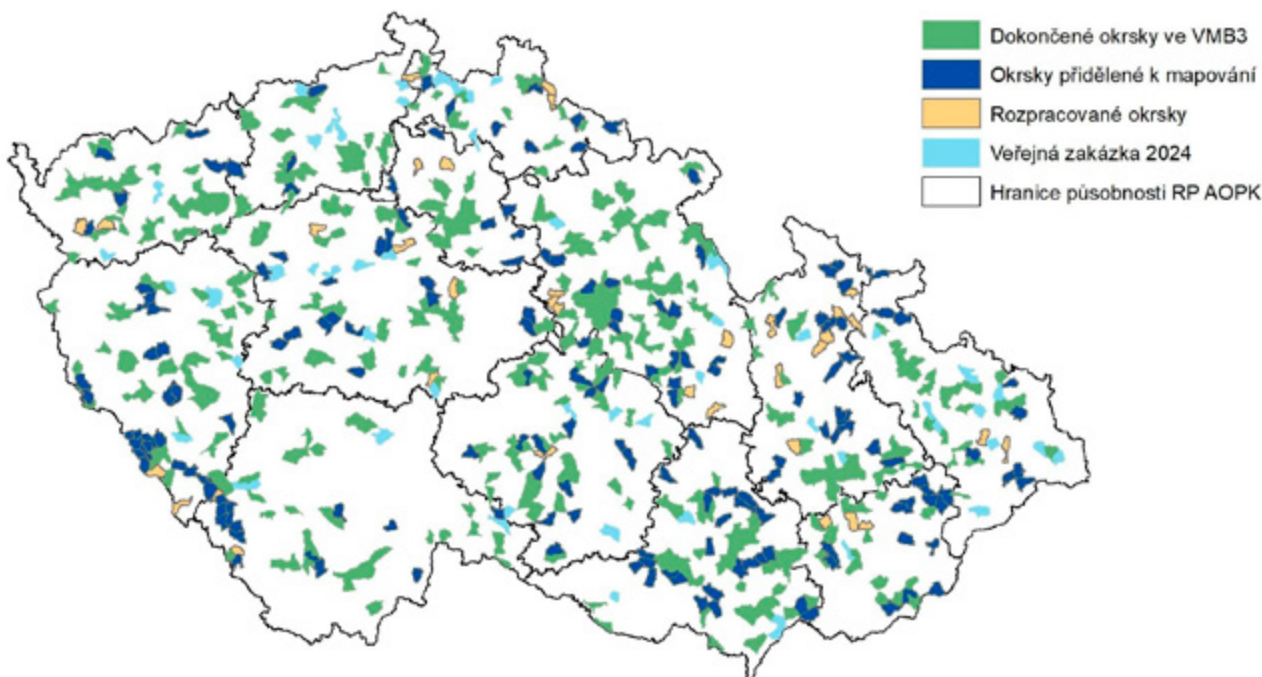 Dokončené okrsky ve VMB3
Okrsky přidělené k mapování
Rozpracované okrsky
Veřejná zakázka 2024
Hranice působnosti RP AOPK